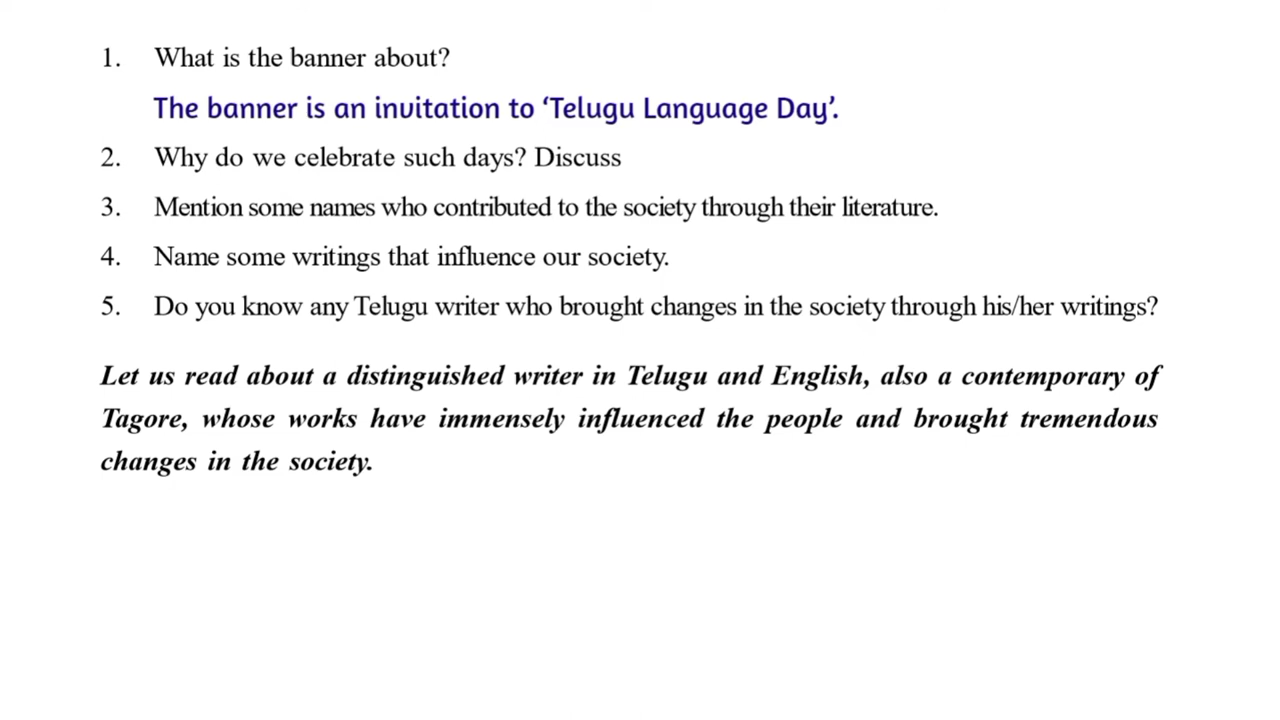 1. What is the banner about?
The banner is an invitation to ‘Telugu Language Day’.
2. Why do we celebrate such days? Discuss
3. Mention some names who contributed to the society through their literature.
4. Name some writings that influence our society.
5. Do you know any Telugu writer who brought changes in the society through his/her writings?
Let us read about a distinguished writer in Telugu and English, also a contemporary of
Tagore, whose works have immensely influenced the people and brought tremendous
changes in the society.